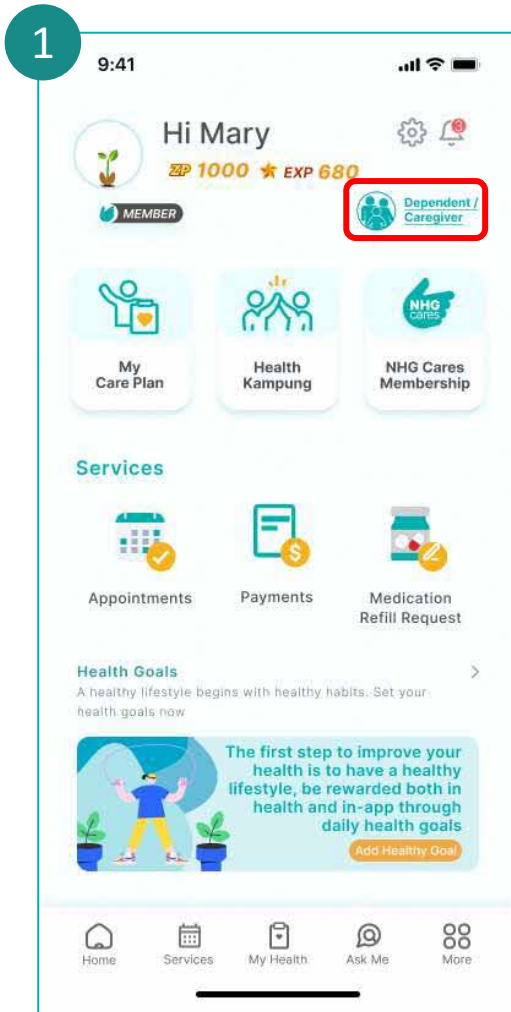 1
9:41
Hi Mary
3
ZP 1000 EXP 680
MEMBER
Dependent /
Caregiver
NHG
cares
My
Care Plan
Health
Kampung
NHG Cares
Membership
Services
$
Appointments
Payments
Medication
Refill Request
Health Goals
>
A healthy lifestyle begins with healthy habits. Set your
health goals now
The first step to improve your
health is to have a healthy
lifestyle, be rewarded both in
health and in-app through
daily health goals
Add Healthy Goal
Home
Services
My Health
Ask Me
More